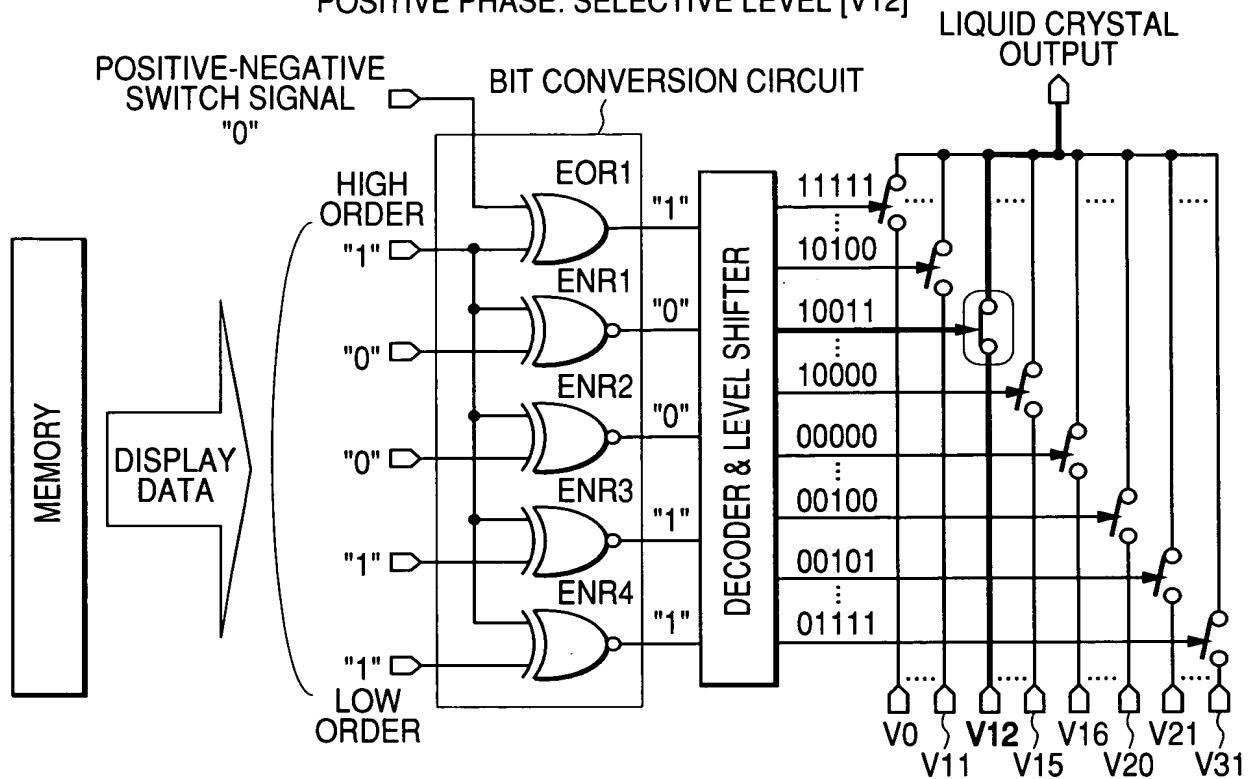 POSITIVE PHASE: SELECTIVE LEVEL [V12]
LIQUID CRYSTAL
OUTPUT
POSITIVE-NEGATIVE
SWITCH SIGNAL
"0"
BIT CONVERSION CIRCUIT
HIGH
ORDER
"1"
"0"
"0"
"1"
"1"
LOW
ORDER
MEMORY
DISPLAY
DATA
EOR1
"1"
ENR1
"0"
ENR2
"0"
ENR3
"1"
ENR4
"1"
DECODER & LEVEL SHIFTER
11111
10100
10011
10000
00000
00100
00101
01111
V0
V11
V12
V15
V16
V20
V21
V31